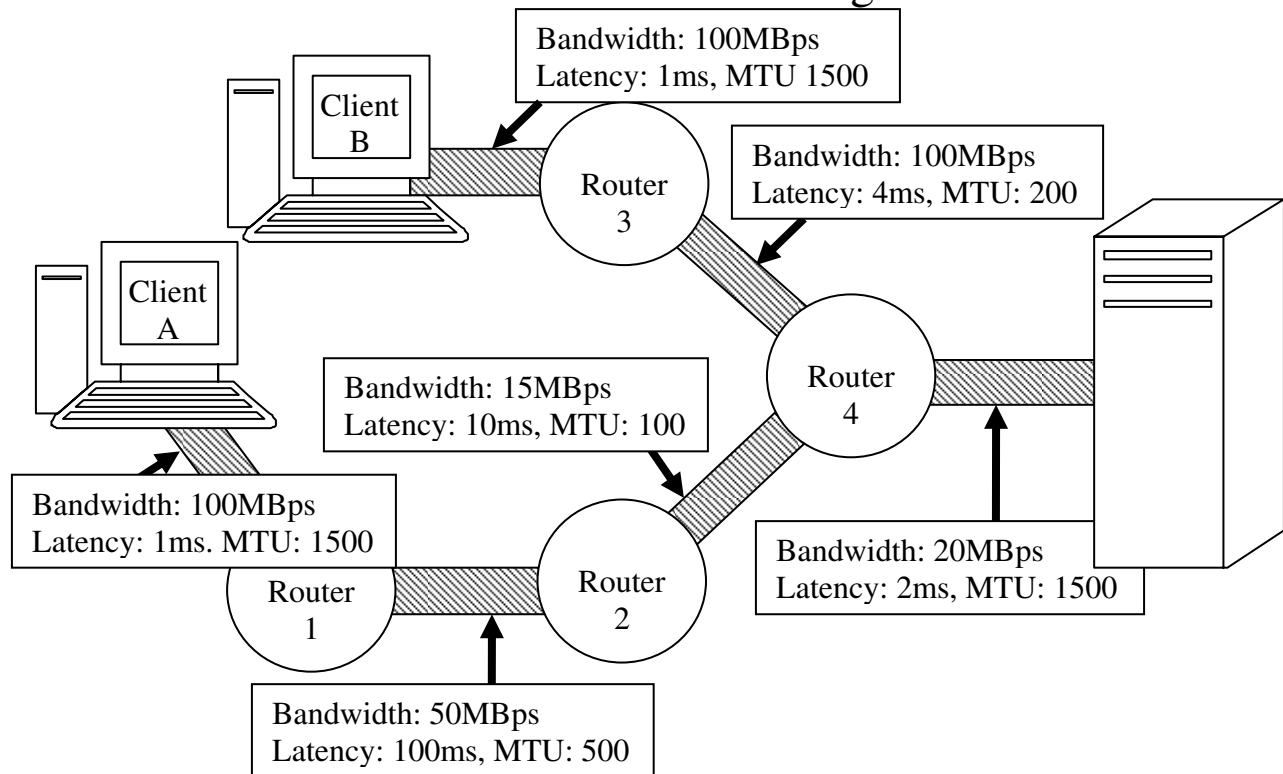 Bandwidth: 100MBps
Latency: 1ms, MTU 1500
Client
B
Router
3
Bandwidth: 100MBps
Latency: 4ms, MTU: 200
Client
A
Bandwidth: 15MBps
Latency: 10ms, MTU: 100
Router
4
Bandwidth: 100MBps
Latency: 1ms. MTU: 1500
Router
1
Router
2
Bandwidth: 20MBps
Latency: 2ms, MTU: 1500
Bandwidth: 50MBps
Latency: 100ms, MTU: 500